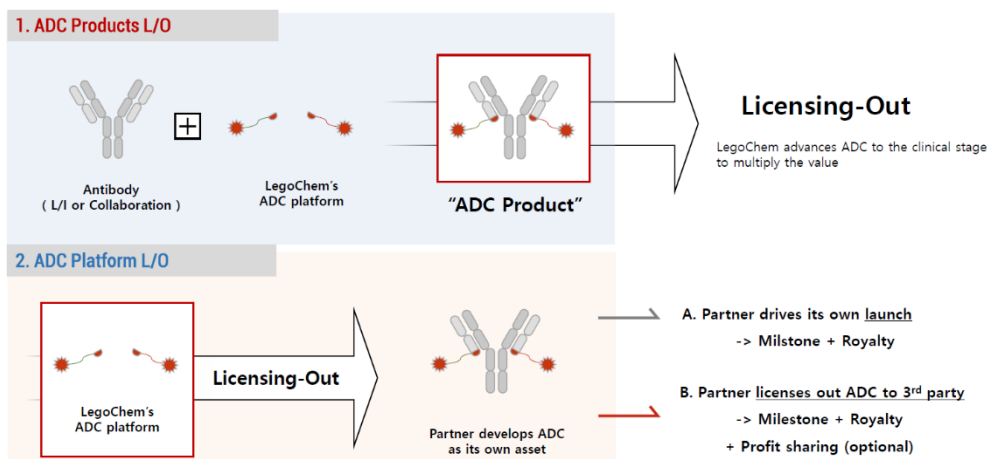 1. ADC Products L/O
Antibody
( L/I or Collaboration )
LegoChem's
ADC platform
“ADC Product”
Licensing-Out
LegoChem advances ADC to the clinical stage
to multiply the value
2. ADC Platform L/O
LegoChem's
ADC platform
Licensing-Out
Partner develops ADC
as its own asset
A. Partner drives its own launch
-> Milstone + Royalty
B. Partner licenses out ADC to 3rd party
-> Milestone + Royalty
+ Profit sharing (optional)